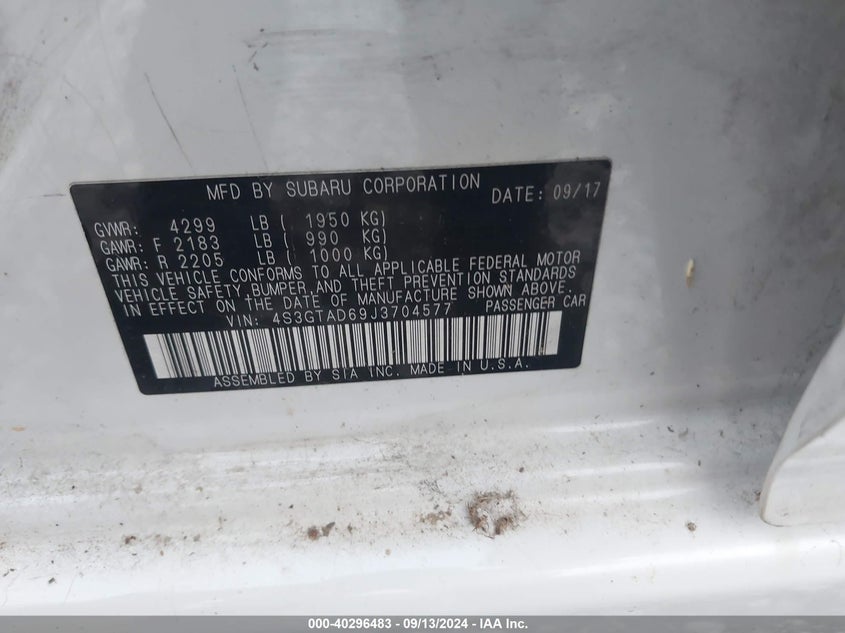 MFD BY SUBARU CORPORATION DATE: 09/17
GVWR: 4299 LB ( 1950 KG)
GAWR: F 2183 LB ( 990 KG)
GAWR: R 2205 LB ( 1000 KG)
THIS VEHICLE CONFORMS TO ALL APPLICABLE FEDERAL MOTOR
VEHICLE SAFETY, BUMPER, AND THEFT PREVENTION STANDARDS
IN EFFECT ON THE DATE OF MANUFACTURE SHOWN ABOVE.
VIN: 4S3GTAD69J3704577 PASSENGER CAR
ASSEMBLED BY SIA INC. MADE IN U.S.A.
000-40296483 - 09/13/2024 - IAA Inc.